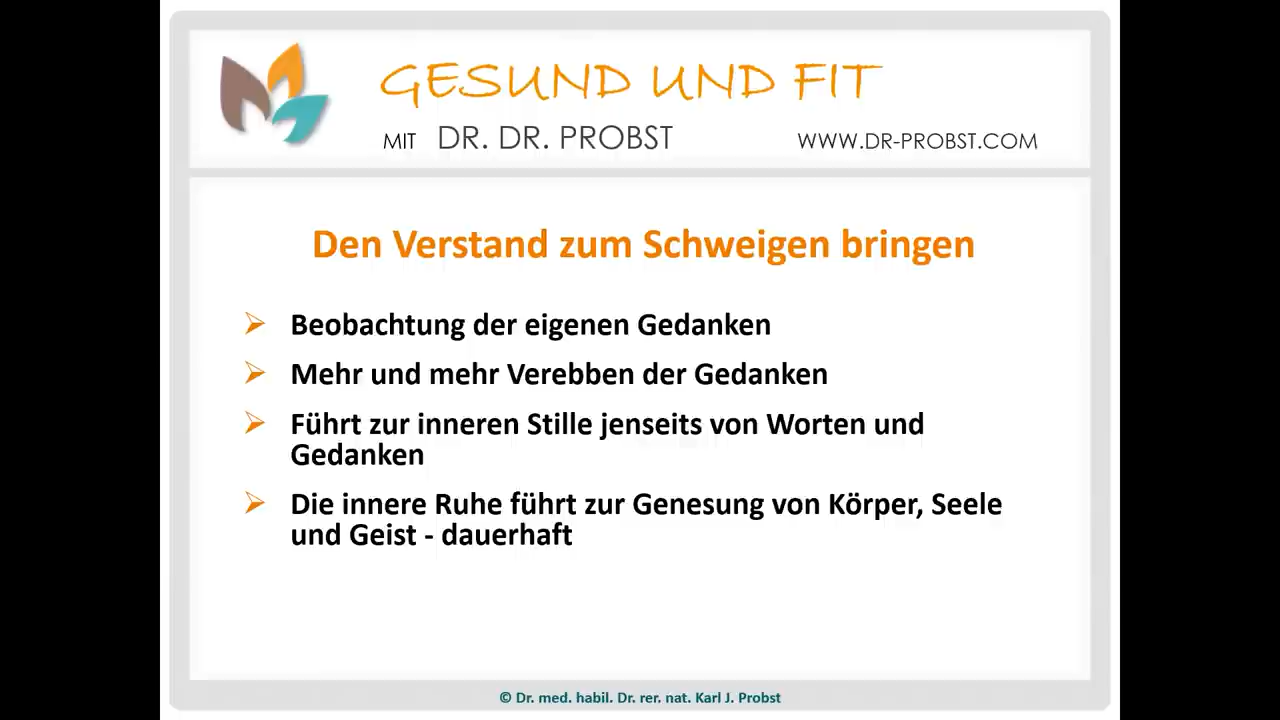 GESUND UND FIT
MIT DR. DR. PROBST WWW.DR-PROBST.COM
Den Verstand zum Schweigen bringen
Beobachtung der eigenen Gedanken
Mehr und mehr Verebben der Gedanken
Führt zur inneren Stille jenseits von Worten und
Gedanken
Die innere Ruhe führt zur Genesung von Körper, Seele
und Geist - dauerhaft
© Dr. med. habil. Dr. rer. nat. Karl J. Probst